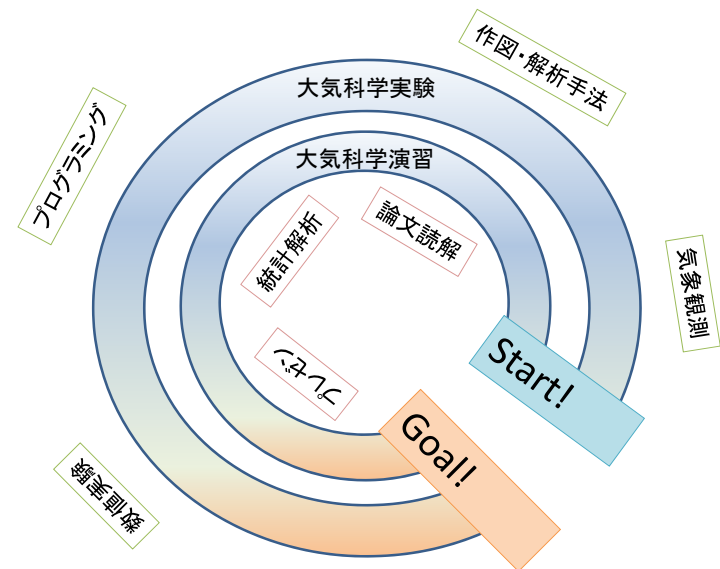 作図・解析手法
大気科学実験
プログラミング
大気科学演習
論文読解
統計解析
気象観測
Start!
プレゼン
Goal!
数値実験